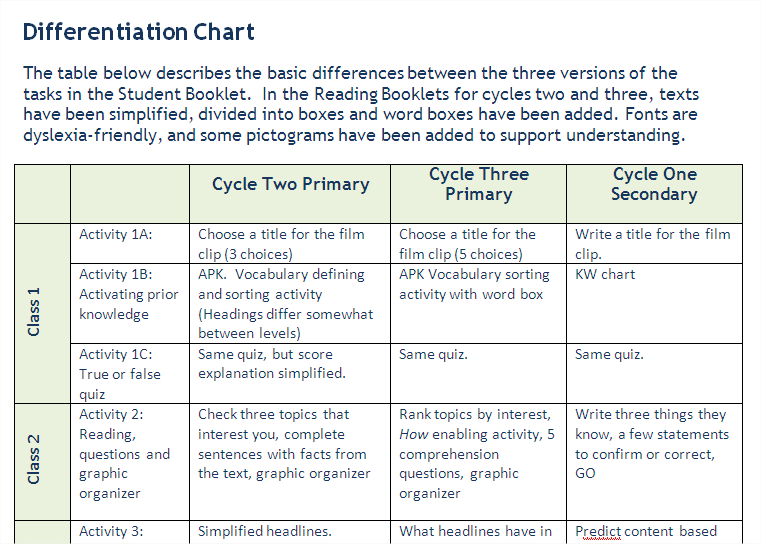 Differentiation Chart
The table below describes the basic differences between the three versions of the
tasks in the Student Booklet.  In the Reading Booklets for cycles two and three, texts
have been simplified, divided into boxes and word boxes have been added. Fonts are
dyslexia-friendly, and some pictograms have been added to support understanding.
Cycle Two Primary
Cycle Three
Primary
Cycle One
Secondary
Class 1
Activity 1A:
Choose a title for the film
clip (3 choices)
Choose a title for the
film clip (5 choices)
Write a title for the film
clip.
Activity 1B:
Activating prior
knowledge
APK.  Vocabulary defining
and sorting activity
(Headings differ somewhat
between levels)
APK Vocabulary sorting
activity with word box
KW chart
Activity 1C:
True or false
quiz
Same quiz, but score
explanation simplified.
Same quiz.
Same quiz.
Class 2
Activity 2:
Reading,
questions and
graphic
organizer
Check three topics that
interest you, complete
sentences with facts from
the text, graphic organizer
Rank topics by interest,
How enabling activity, 5
comprehension
questions, graphic
organizer
Write three things they
know, a few statements
to confirm or correct,
GO
Activity 3:
Simplified headlines.
What headlines have in
Predict content based